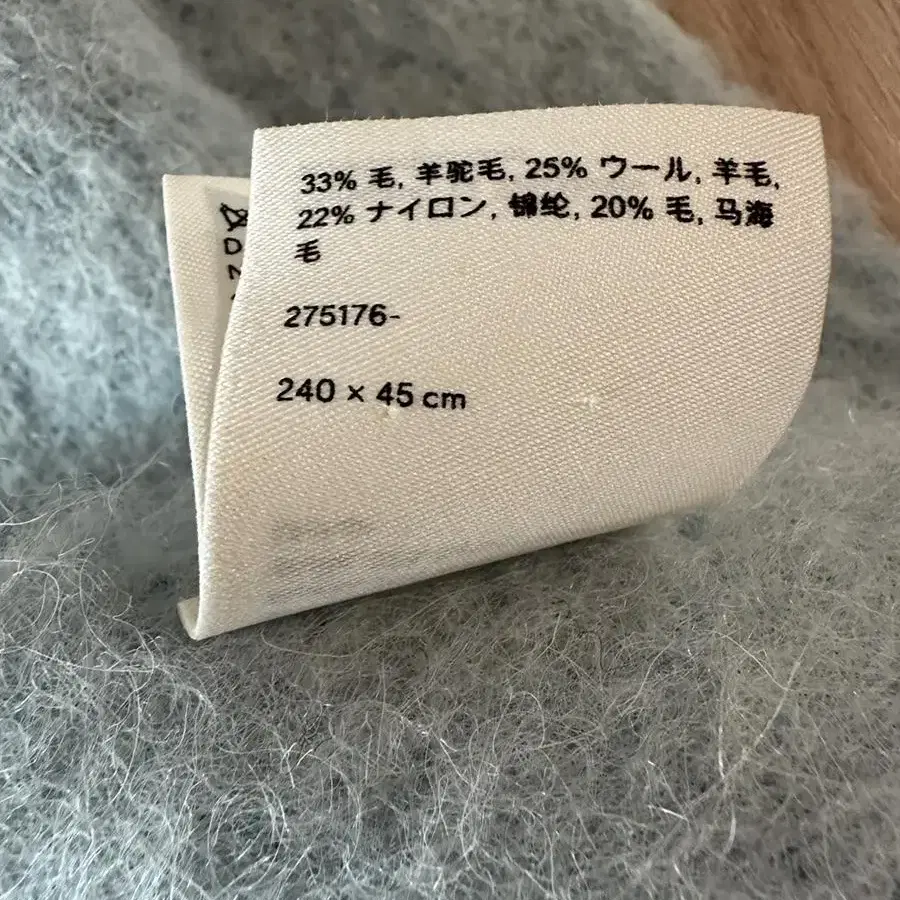 33% 毛, 羊驼毛, 25% ウール, 羊毛,
22% ナイロン, 锦纶, 20% 毛, 马海
毛
275176-
240 × 45 cm